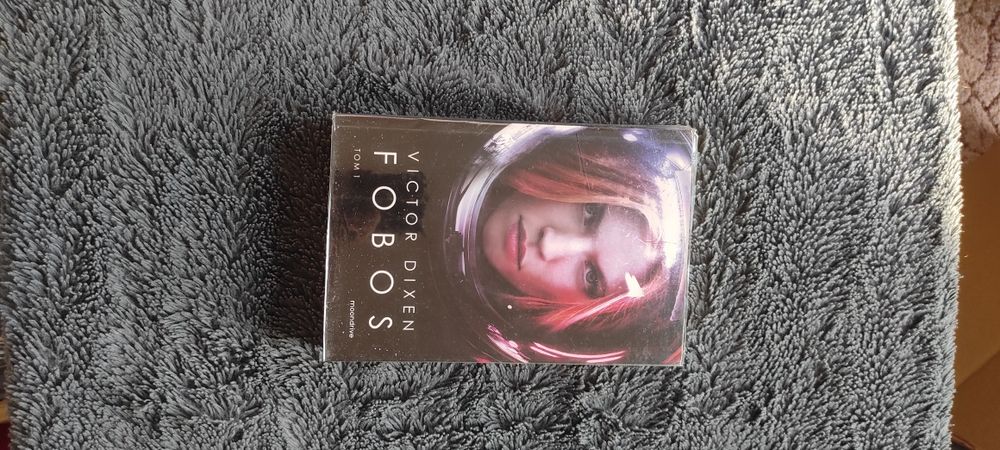 VICTOR DIXEN
FOBOS
TOM I
moondrive